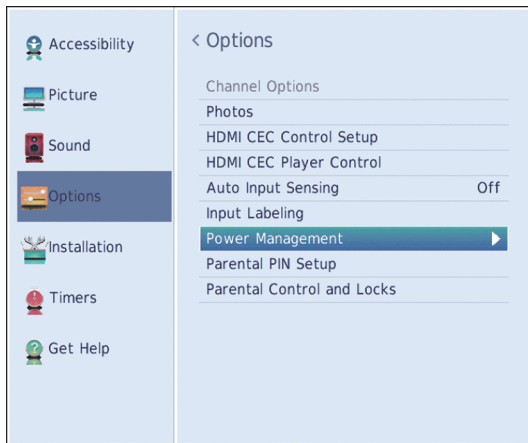 Accessibility
Picture
Sound
Options
Installation
Timers
Get Help
< Options
Channel Options
Photos
HDMI CEC Control Setup
HDMI CEC Player Control
Auto Input Sensing Off
Input Labeling
Power Management
Parental PIN Setup
Parental Control and Locks